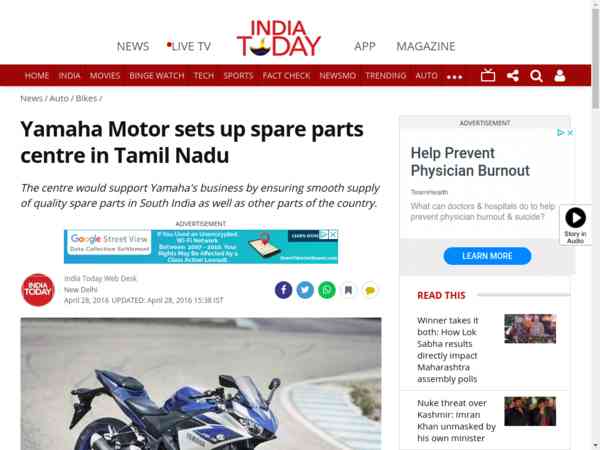 INDIA
TODAY
NEWS
LIVE TV
APP
MAGAZINE
HOME
INDIA
MOVIES
BINGE WATCH
TECH
SPORTS
FACT CHECK
NEWSMO
TRENDING
AUTO
News / Auto / Bikes /
Yamaha Motor sets up spare parts
centre in Tamil Nadu
The centre would support Yamaha's business by ensuring smooth supply
of quality spare parts in South India as well as other parts of the country.
ADVERTISEMENT
Google Street View
Data Collection Settlement
If You Used an Unencrypted
Wi-Fi Network
Between 2007 - 2010, Your
Rights May Be Affected by a
Class Action Lawsuit.
LEARN MORE
INDIA
TODAY
India Today Web Desk
New Delhi
April 28, 2016 UPDATED: April 28, 2016 15:38 IST
YAMAHA
ADVERTISEMENT
Help Prevent
Physician Burnout
TeamHealth
What can doctors & hospitals do to help
prevent physician burnout & suicide?
LEARN MORE
Story in
Audio
READ THIS
Winner takes it
both: How Lok
Sabha results
directly impact
Maharashtra
assembly polls
Nuke threat over
Kashmir: Imran
Khan unmasked by
his own minister